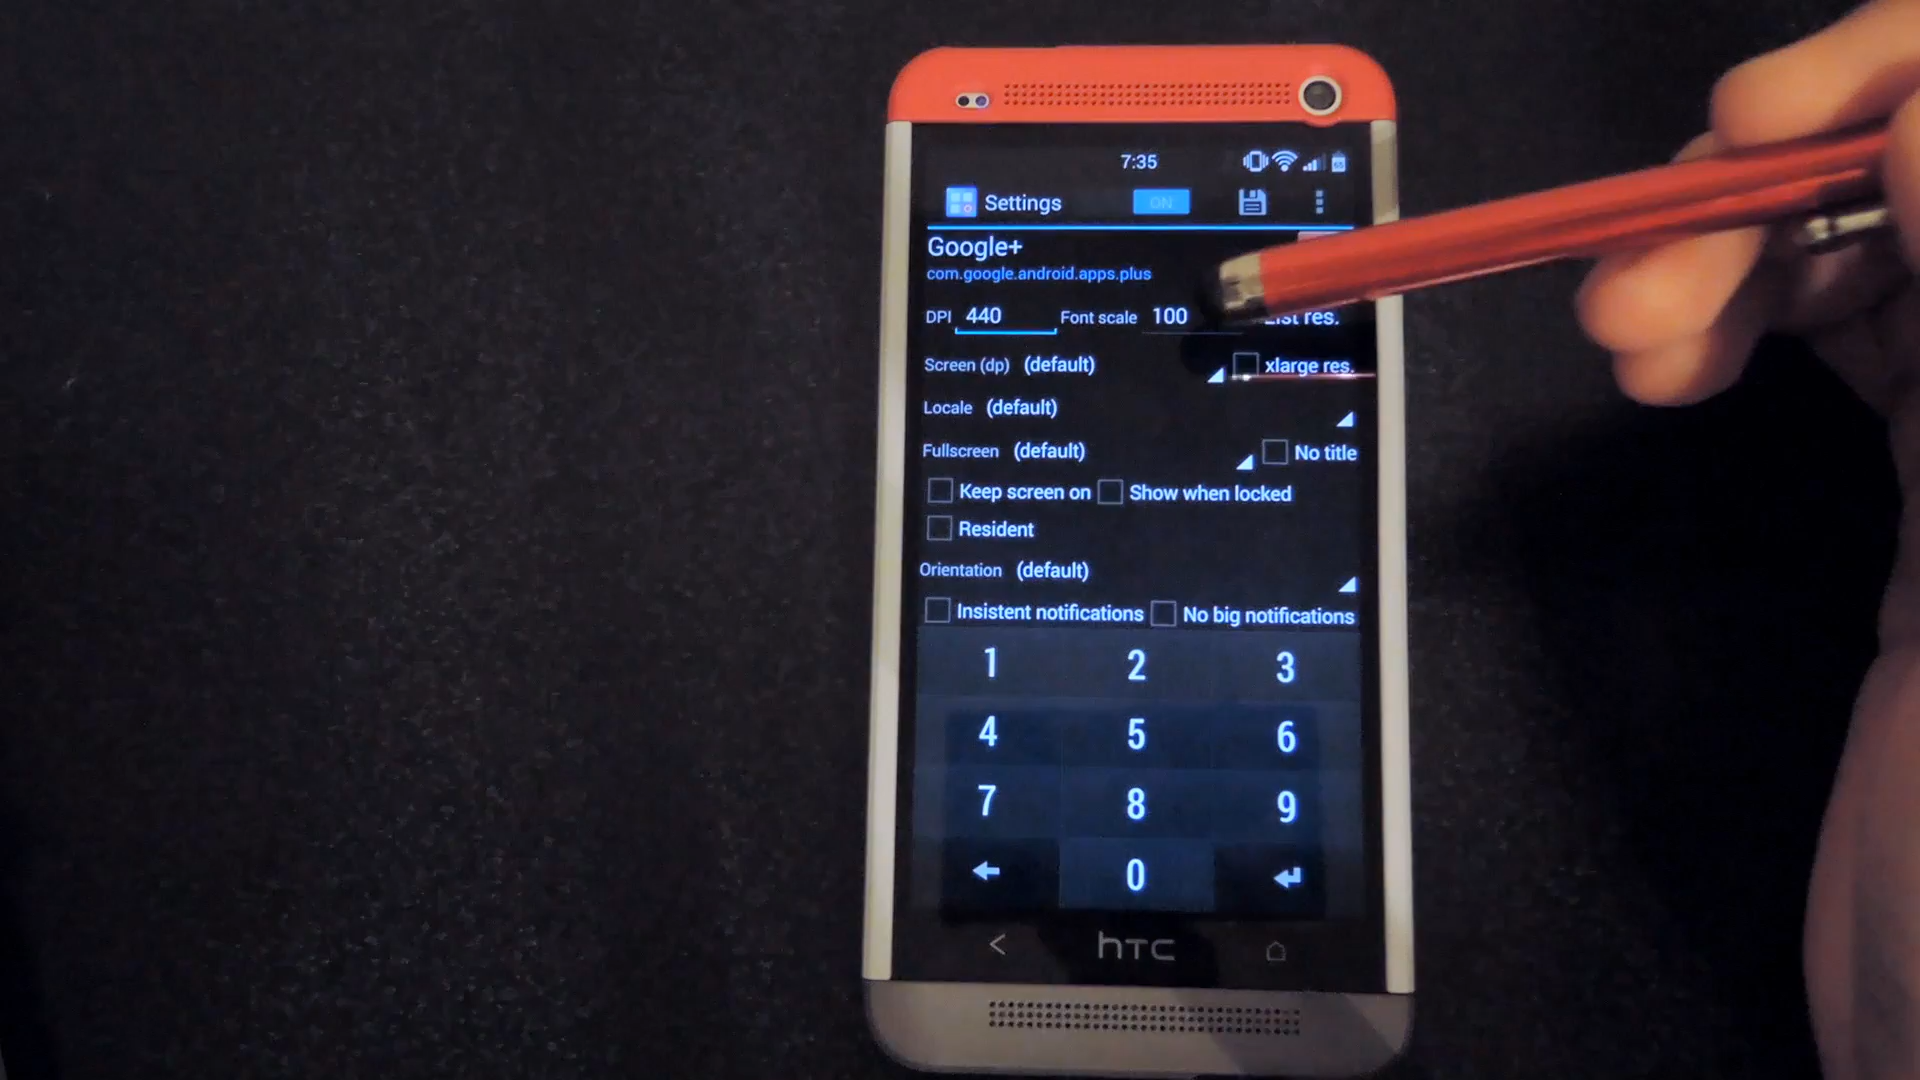 7:35
Settings ON
Google+
com.google.android.apps.plus
DPI 440 Font scale 100 List res.
Screen (dp) (default) xlarge res.
Locale (default)
Fullscreen (default) No title
Keep screen on Show when locked
Resident
Orientation (default)
Insistent notifications No big notifications
1 2 3
4 5 6
7 8 9
0
hTC